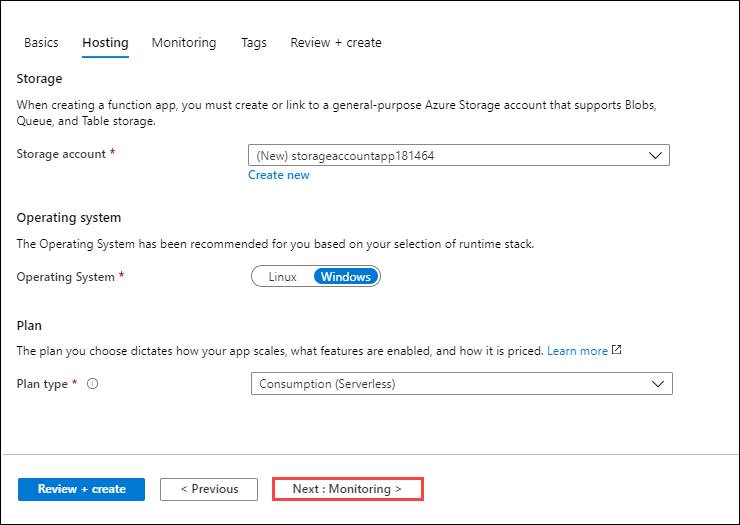 Basics Hosting Monitoring Tags Review + create
Storage
When creating a function app, you must create or link to a general-purpose Azure Storage account that supports Blobs,
Queue, and Table storage.
Storage account * (New) storageaccountapp181464
Create new
Operating system
The Operating System has been recommended for you based on your selection of runtime stack.
Operating System * Linux Windows
Plan
The plan you choose dictates how your app scales, what features are enabled, and how it is priced. Learn more
Plan type * Consumption (Serverless)
Review + create < Previous Next : Monitoring >